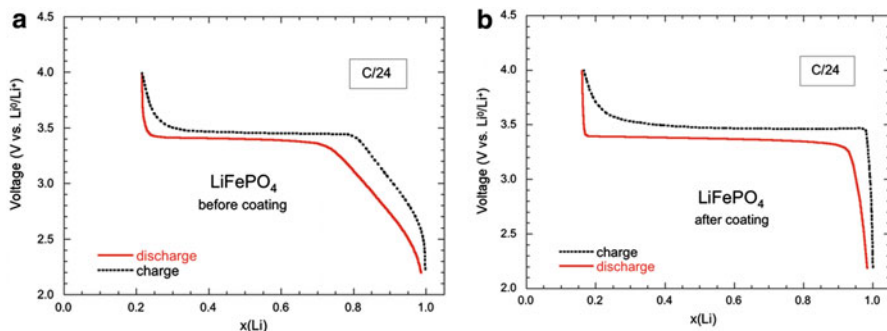 a
4.5
4.0
3.5
3.0
2.5
2.0
Voltage (V vs. Li⁰/Li⁺)
C/24
LiFePO₄
before coating
discharge
charge
0.0 0.2 0.4 0.6 0.8 1.0
x(Li)
b
4.5
4.0
3.5
3.0
2.5
2.0
Voltage (V vs. Li⁰/Li⁺)
C/24
LiFePO₄
after coating
charge
discharge
0.0 0.2 0.4 0.6 0.8 1.0
x(Li)